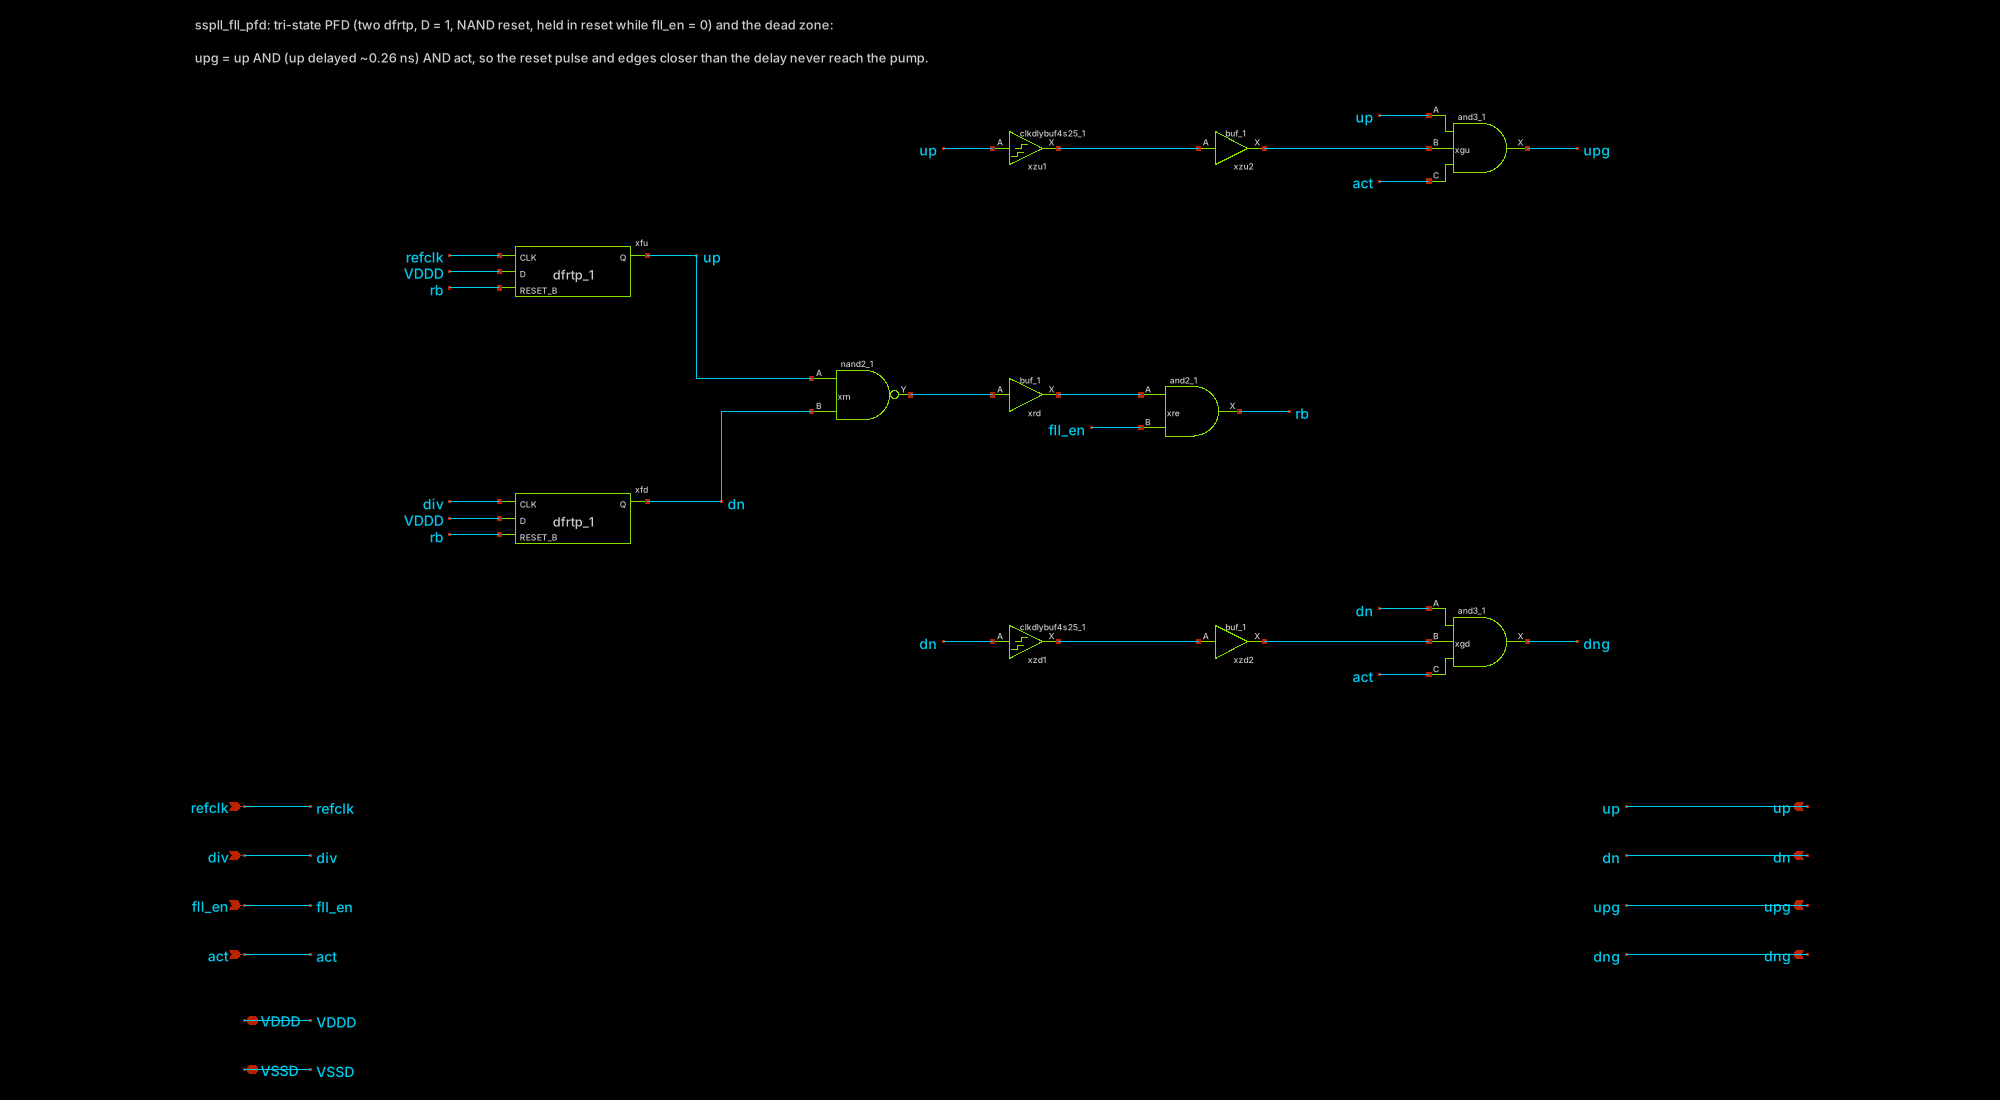 sspll_fll_pfd: tri-state PFD (two dfrtp, D = 1, NAND reset, held in reset while fll_en = 0) and the dead zone:
upg = up AND (up delayed ~0.26 ns) AND act, so the reset pulse and edges closer than the delay never reach the pump.
up A clkdlybuf4s25_1 X xzu1
A buf_1 X xzu2
up A and3_1
B xgu X upg
act C
xfu
refclk CLK Q up
VDDD D dfrtp_1
rb RESET_B
nand2_1
A
xrn Y
B
A buf_1 X xrd
and2_1
A
xre X rb
fll_en B
xfd
div CLK Q dn
VDDD D dfrtp_1
rb RESET_B
dn A clkdlybuf4s25_1 X xzd1
A buf_1 X xzd2
dn A and3_1
B xgd X dng
act C
refclk refclk
div div
fll_en fll_en
act act
VDDD VDDD
VSSD VSSD
up up
dn dn
upg upg
dng dng